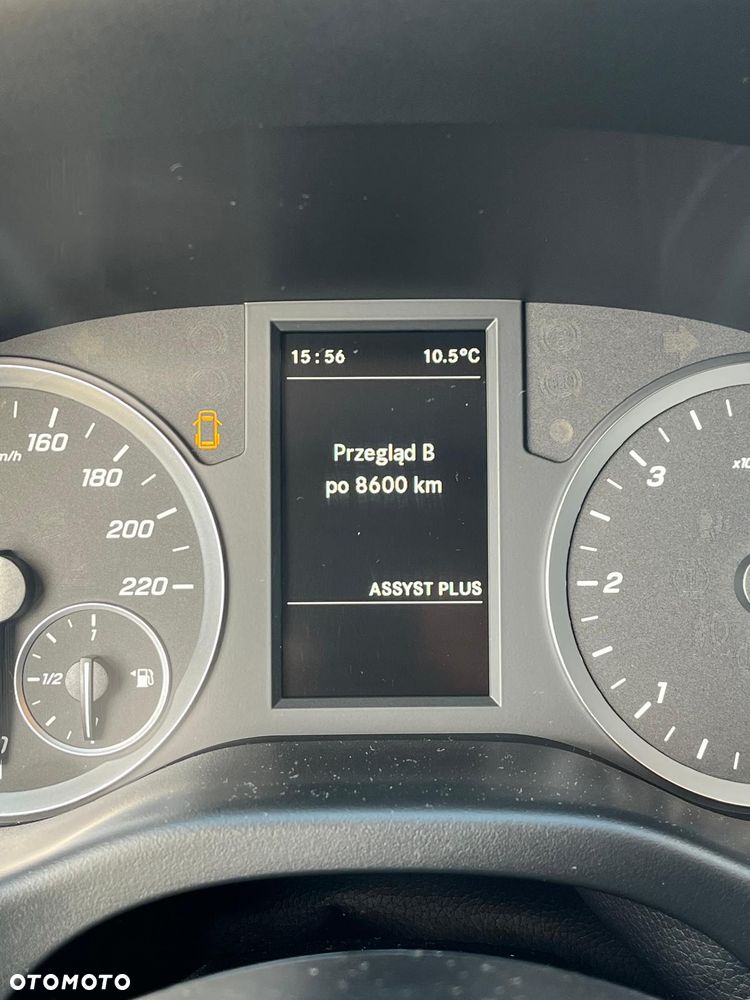 15:56 10.5°C
Przegląd B
po 8600 km
ASSYST PLUS
160
180
200
220
1
1/2
3
2
1
OTOMOTO